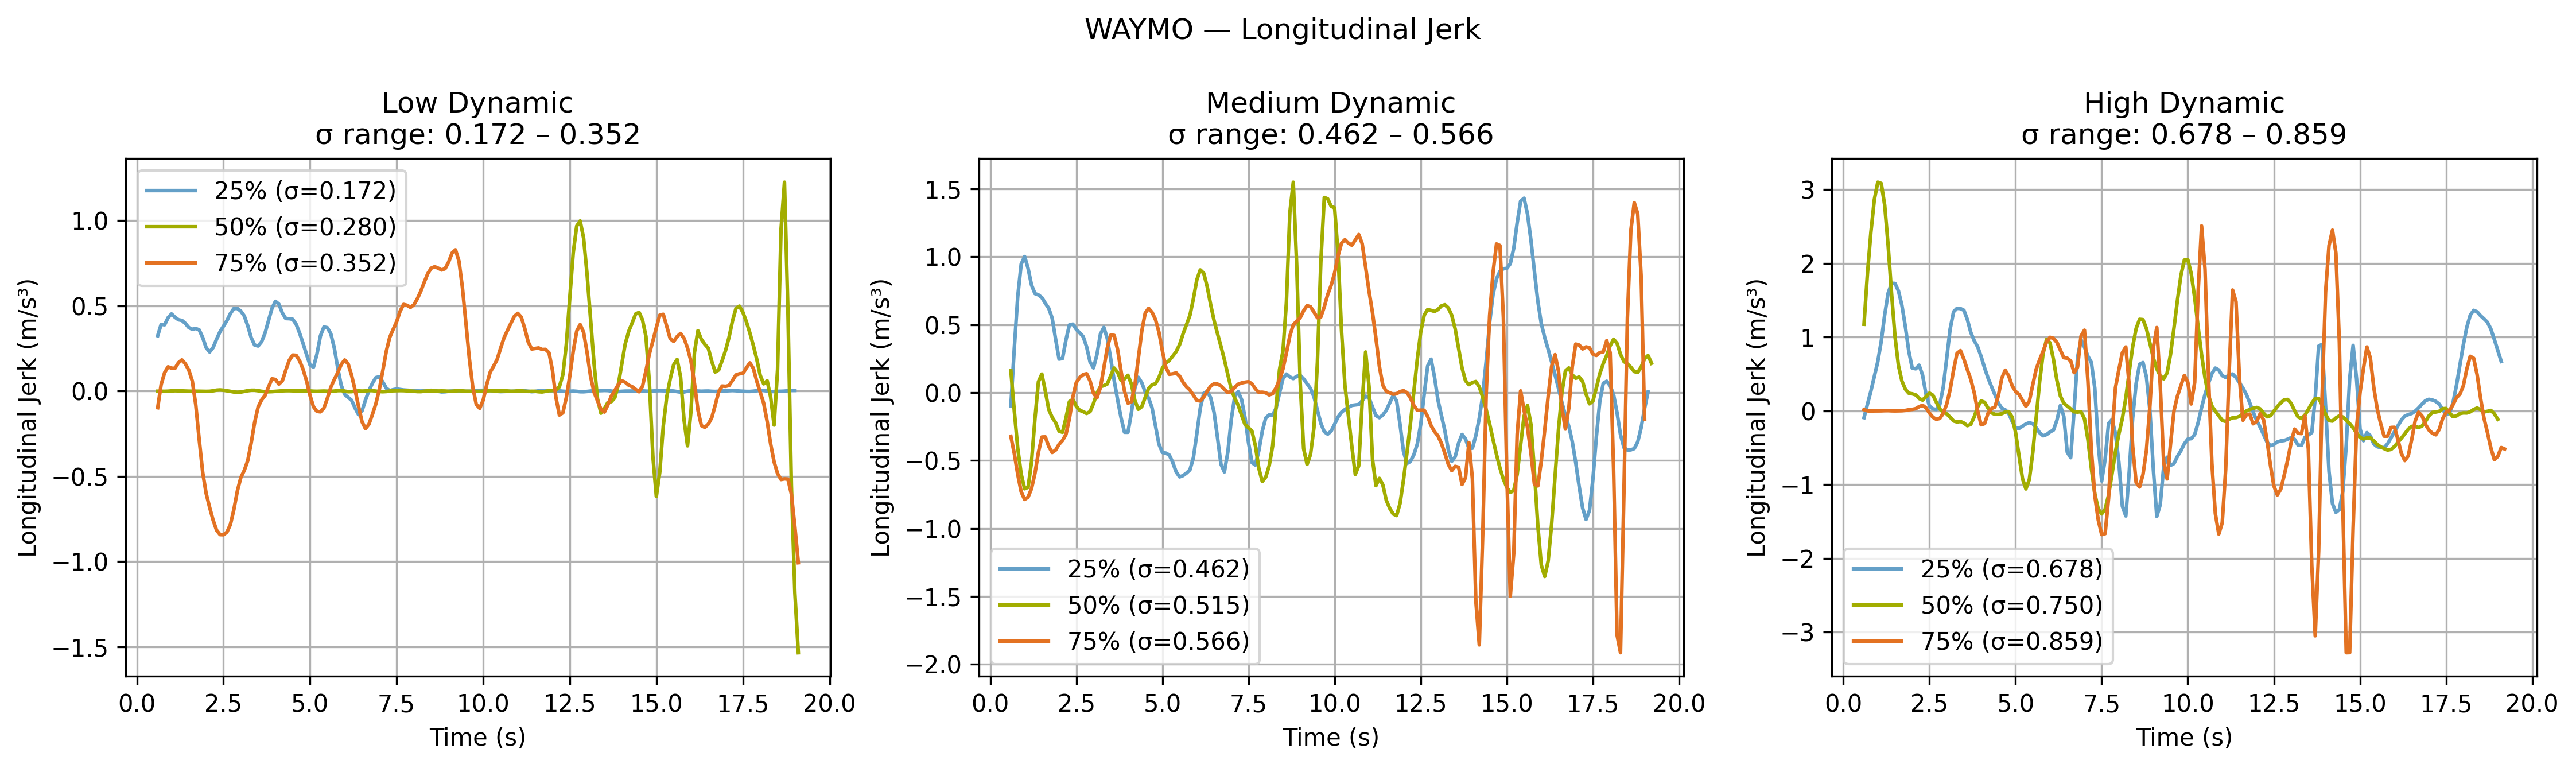 WAYMO — Longitudinal Jerk
Low Dynamic
σ range: 0.172 – 0.352
25% (σ=0.172)
50% (σ=0.280)
75% (σ=0.352)
1.0
0.5
0.0
−0.5
−1.0
−1.5
Longitudinal Jerk (m/s³)
0.0 2.5 5.0 7.5 10.0 12.5 15.0 17.5 20.0
Time (s)
Medium Dynamic
σ range: 0.462 – 0.566
1.5
1.0
0.5
0.0
−0.5
−1.0
−1.5
−2.0
Longitudinal Jerk (m/s³)
25% (σ=0.462)
50% (σ=0.515)
75% (σ=0.566)
0.0 2.5 5.0 7.5 10.0 12.5 15.0 17.5 20.0
Time (s)
High Dynamic
σ range: 0.678 – 0.859
3
2
1
0
−1
−2
−3
Longitudinal Jerk (m/s³)
25% (σ=0.678)
50% (σ=0.750)
75% (σ=0.859)
0.0 2.5 5.0 7.5 10.0 12.5 15.0 17.5 20.0
Time (s)